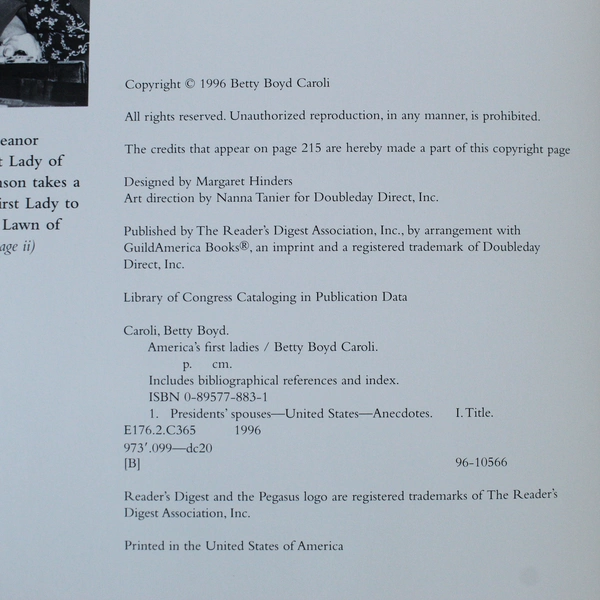 eanor
Lady of
nson takes a
irst Lady to
Lawn of
age ii)
Copyright © 1996 Betty Boyd Caroli
All rights reserved. Unauthorized reproduction, in any manner, is prohibited.
The credits that appear on page 215 are hereby made a part of this copyright page
Designed by Margaret Hinders
Art direction by Nanna Tanier for Doubleday Direct, Inc.
Published by The Reader's Digest Association, Inc., by arrangement with
GuildAmerica Books®, an imprint and a registered trademark of Doubleday
Direct, Inc.
Library of Congress Cataloging in Publication Data
Caroli, Betty Boyd.
America's first ladies / Betty Boyd Caroli.
p. cm.
Includes bibliographical references and index.
ISBN 0-89577-883-1
1. Presidents' spouses—United States—Anecdotes. I. Title.
E176.2.C365 1996
973'.099—dc20
[B] 96-10566
Reader's Digest and the Pegasus logo are registered trademarks of The Reader's
Digest Association, Inc.
Printed in the United States of America